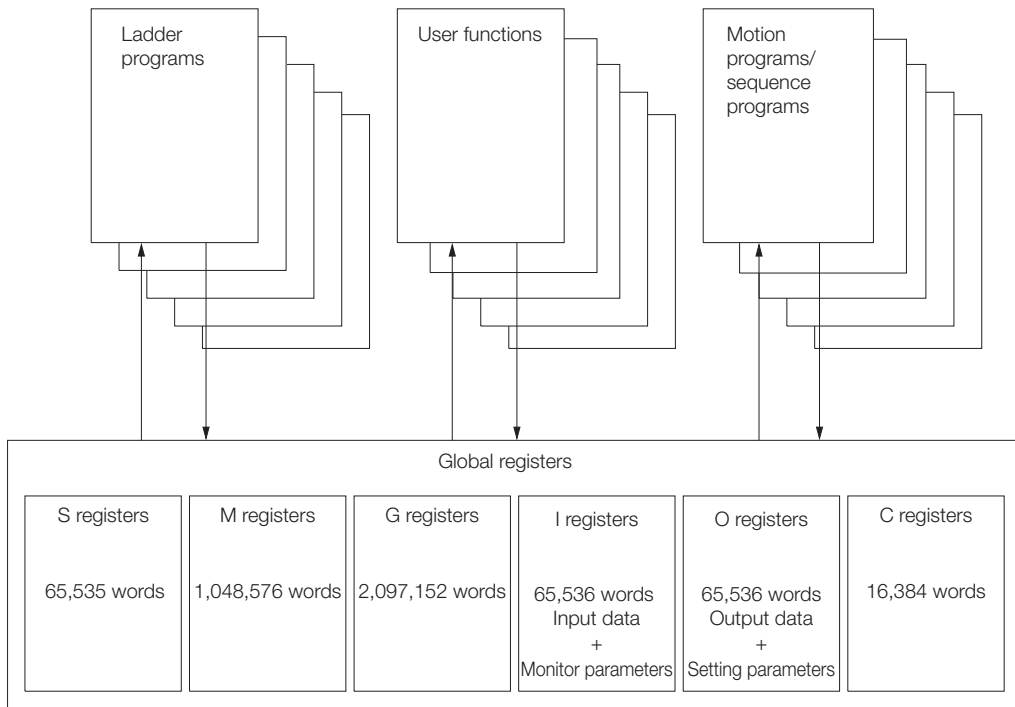 Ladder
programs
User functions
Motion
programs/
sequence
programs
Global registers
S registers
65,535 words
M registers
1,048,576 words
G registers
2,097,152 words
I registers
65,536 words
Input data
+
Monitor parameters
O registers
65,536 words
Output data
+
Setting parameters
C registers
16,384 words